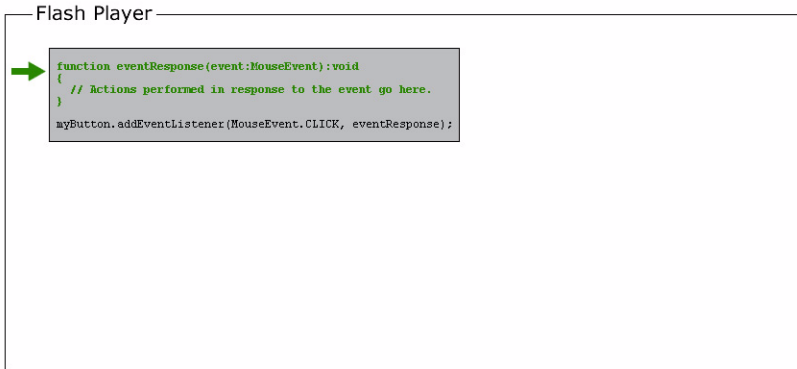 Flash Player
function eventResponse(event:MouseEvent):void
{
// Actions performed in response to the event go here.
}
myButton.addEventListener(MouseEvent.CLICK, eventResponse);